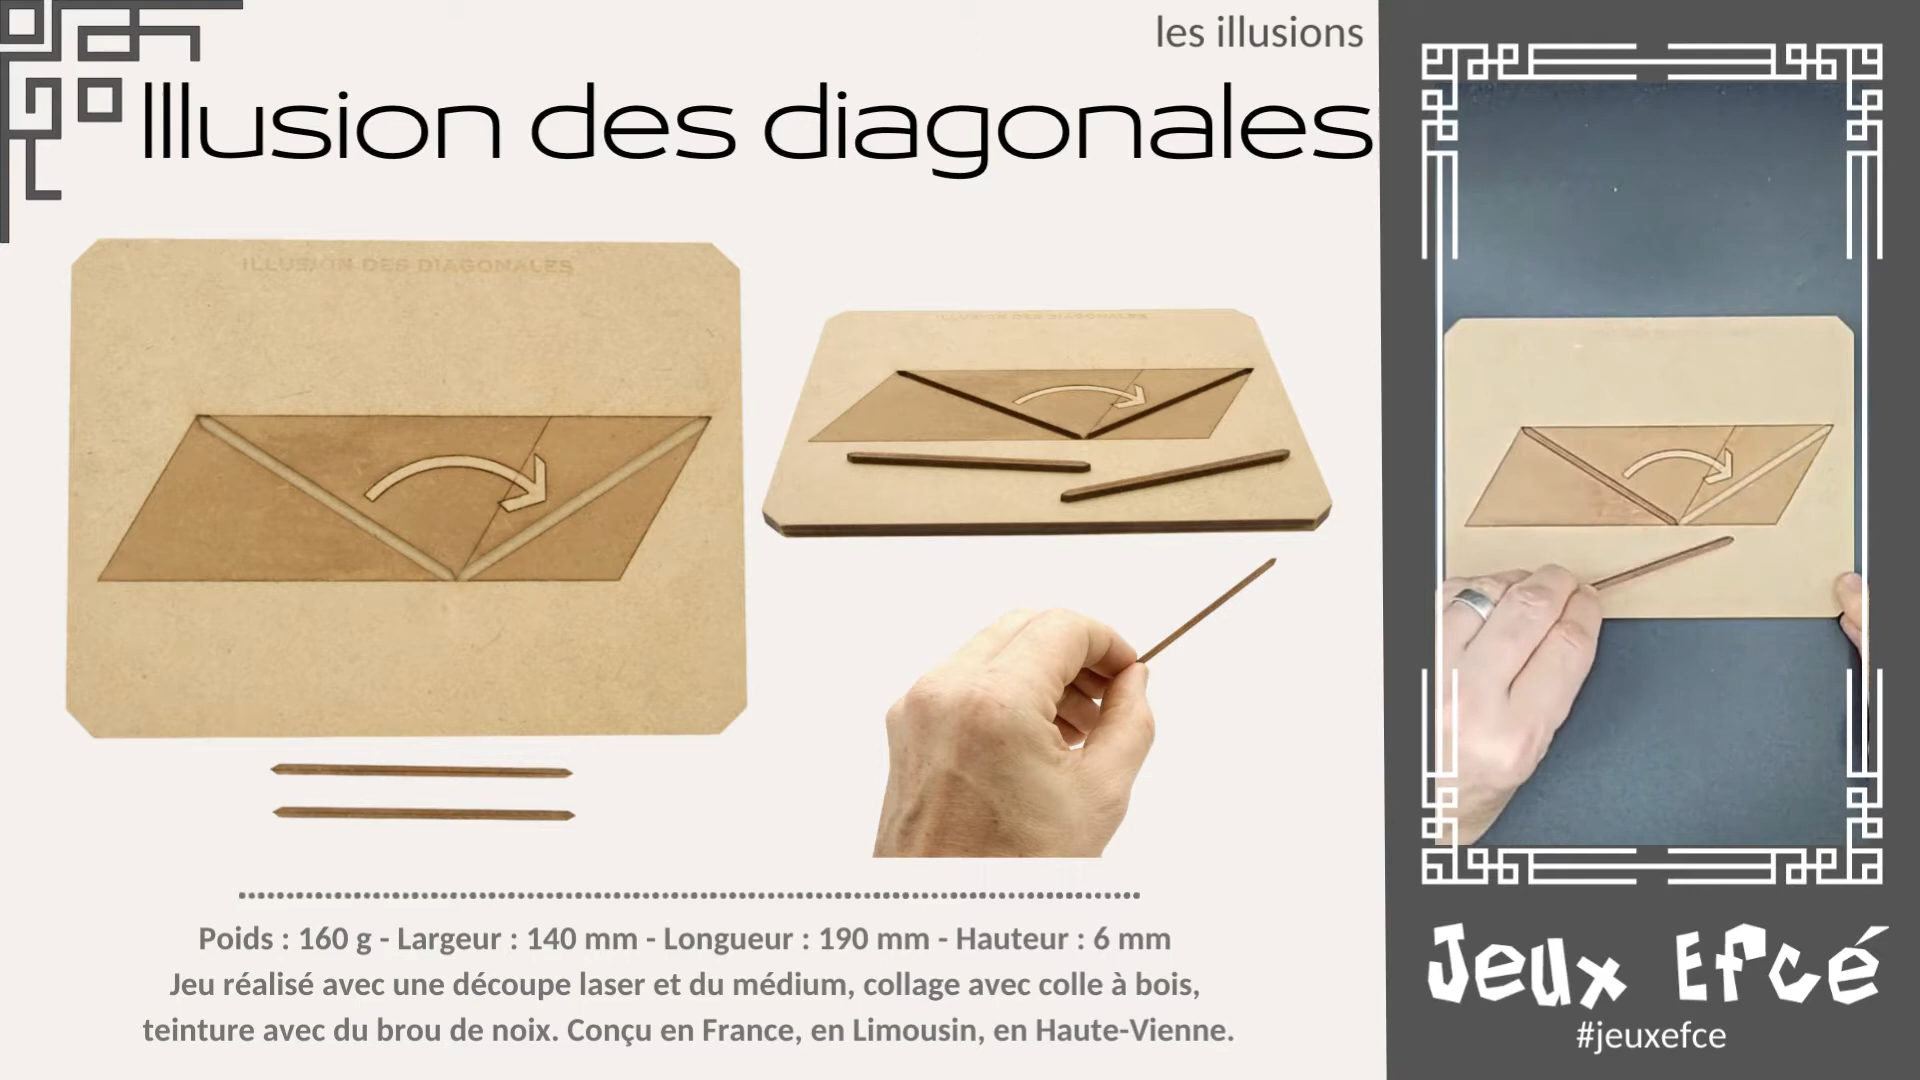 les illusions
Illusion des diagonales
ILLUSION DES DIAGONALES
ILLUSION DES DIAGONALES
Poids : 160 g - Largeur : 140 mm - Longueur : 190 mm - Hauteur : 6 mm
Jeu réalisé avec une découpe laser et du médium, collage avec colle à bois,
teinture avec du brou de noix. Conçu en France, en Limousin, en Haute-Vienne.
Jeux Efcé
#jeuxefce